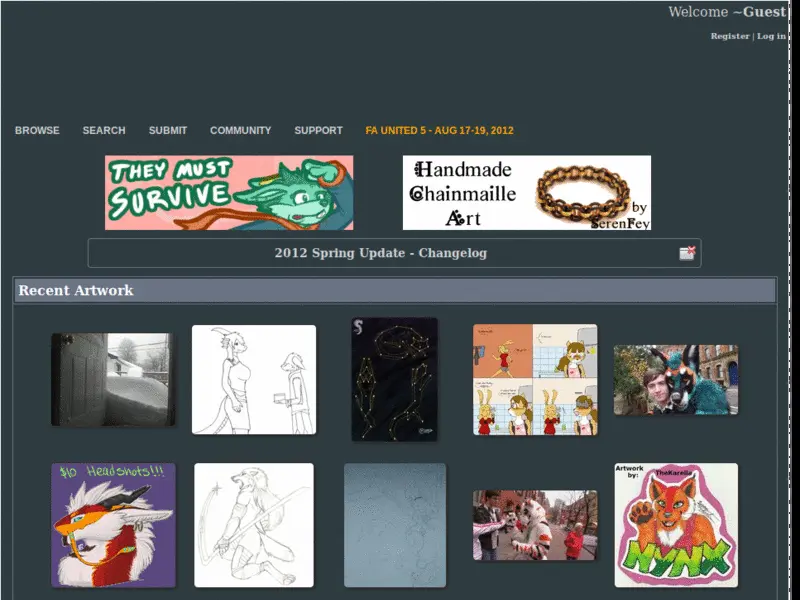 Welcome ~Guest
Register | Log in
BROWSE SEARCH SUBMIT COMMUNITY SUPPORT FA UNITED 5 - AUG 17-19, 2012
THEY MUST
SURVIVE
Handmade
Chainmaille
Art
by
SerenFey
2012 Spring Update - Changelog
Recent Artwork
$10 Headshots!!!
Artwork
by:
TheKarelia
NYNX